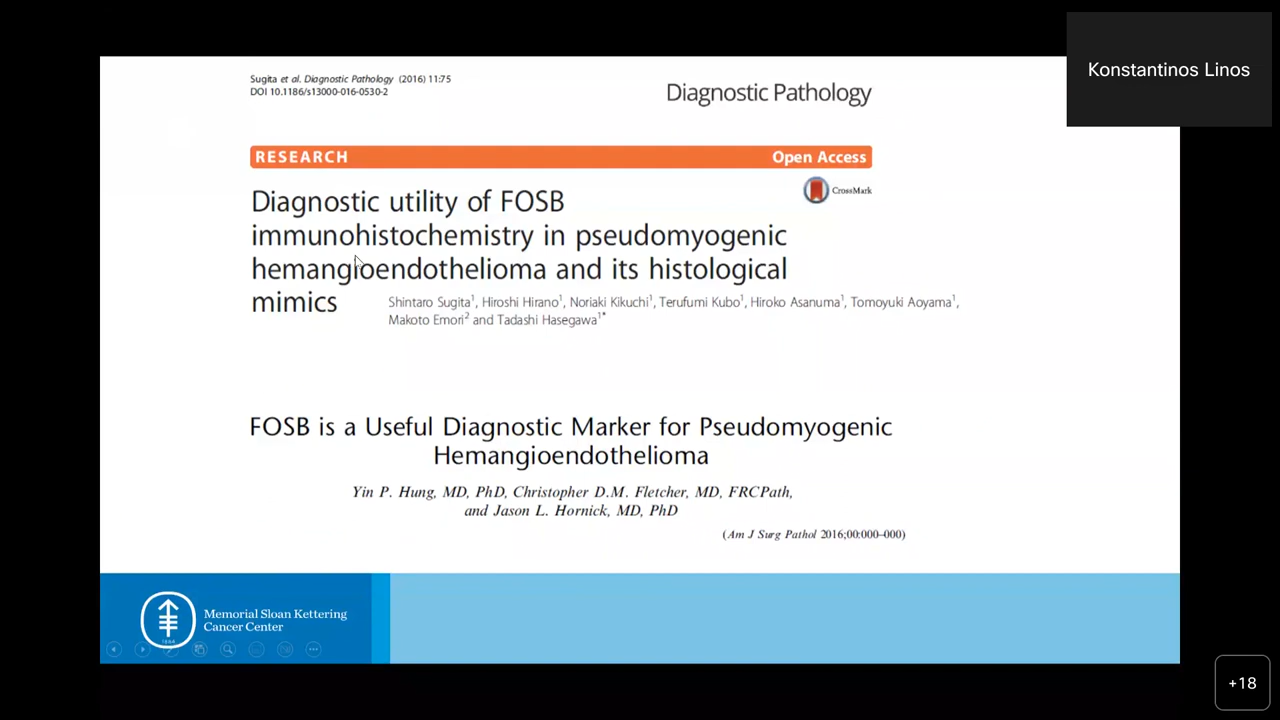 Konstantinos Linos
Sugita et al. Diagnostic Pathology (2016) 11:75
DOI 10.1186/s13000-016-0530-2
Diagnostic Pathology
RESEARCH
Open Access
CrossMark
Diagnostic utility of FOSB
immunohistochemistry in pseudomyogenic
hemangioendothelioma and its histological
mimics
Shintaro Sugita1, Hiroshi Hirano1, Noriaki Kikuchi1, Terufumi Kubo1, Hiroko Asanuma1, Tomoyuki Aoyama1,
Makoto Emori2 and Tadashi Hasegawa1*
FOSB is a Useful Diagnostic Marker for Pseudomyogenic
Hemangioendothelioma
Yin P. Hung, MD, PhD, Christopher D.M. Fletcher, MD, FRCPath,
and Jason L. Hornick, MD, PhD
(Am J Surg Pathol 2016;00:000–000)
Memorial Sloan Kettering
Cancer Center
+18